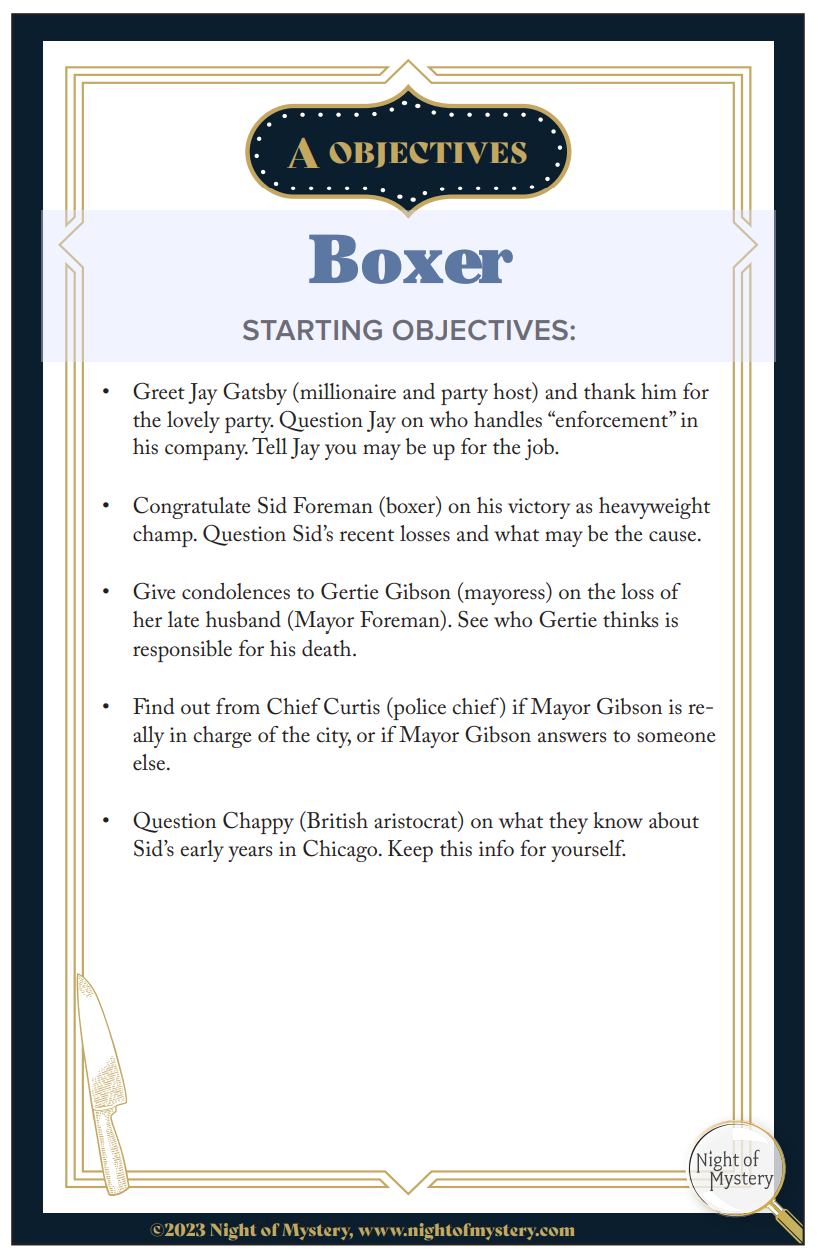 A OBJECTIVES
Boxer
STARTING OBJECTIVES:
• Greet Jay Gatsby (millionaire and party host) and thank him for
the lovely party. Question Jay on who handles “enforcement” in
his company. Tell Jay you may be up for the job.
• Congratulate Sid Foreman (boxer) on his victory as heavyweight
champ. Question Sid’s recent losses and what may be the cause.
• Give condolences to Gertie Gibson (mayoress) on the loss of
her late husband (Mayor Foreman). See who Gertie thinks is
responsible for his death.
• Find out from Chief Curtis (police chief) if Mayor Gibson is re-
ally in charge of the city, or if Mayor Gibson answers to someone
else.
• Question Chappy (British aristocrat) on what they know about
Sid’s early years in Chicago. Keep this info for yourself.
Night of
Mystery
©2023 Night of Mystery, www.nightofmystery.com